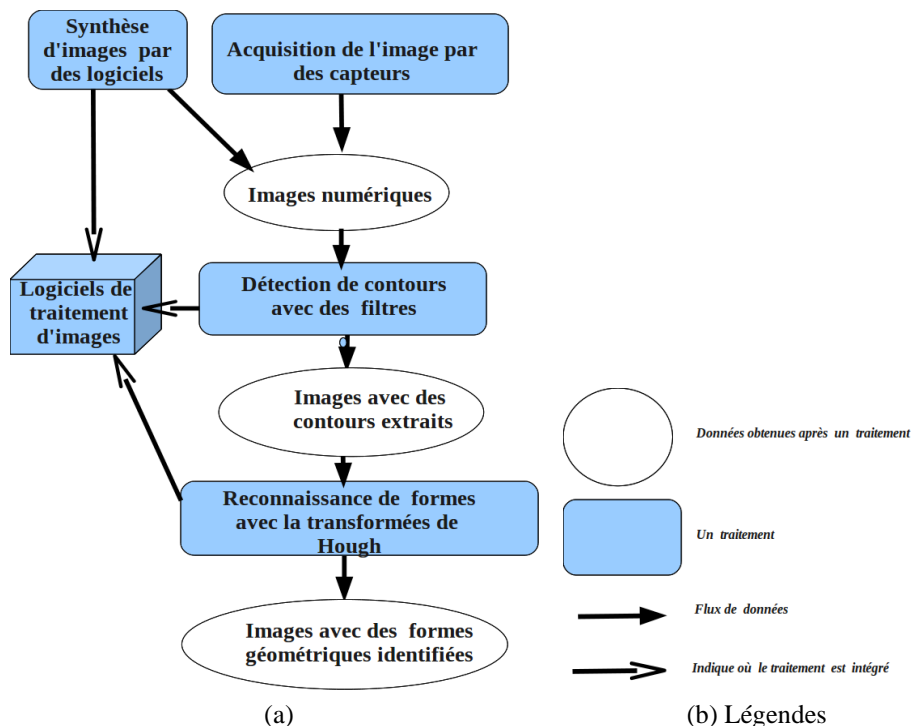 Synthèse
d'images par
des logiciels
Acquisition de l'image par
des capteurs
Images numériques
Logiciels de
traitement
d'images
Détection de contours
avec des filtres
Images avec des
contours extraits
Reconnaissance de formes
avec la transformées de
Hough
Images avec des formes
géométriques identifiées
(a)
Données obtenues après un traitement
Un traitement
Flux de données
Indique où le traitement est intégré
(b) Légendes